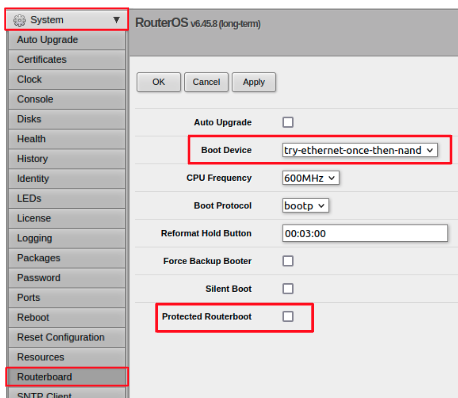 System ▼
Auto Upgrade
Certificates
Clock
Console
Disks
Health
History
Identity
LEDs
License
Logging
Packages
Password
Ports
Reboot
Reset Configuration
Resources
Routerboard
SNTP Client
RouterOS v6.45.8 (long-term)
OK Cancel Apply
Auto Upgrade
Boot Device try-ethernet-once-then-nand
CPU Frequency 600MHz
Boot Protocol bootp
Reformat Hold Button 00:03:00
Force Backup Booter
Silent Boot
Protected Routerboot